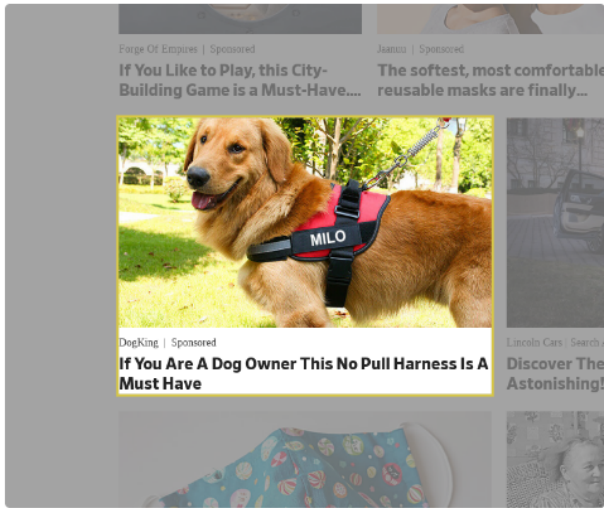 Forge Of Empires | Sponsored
If You Like to Play, this City-
Building Game is a Must-Have....
Jaanuu | Sponsored
The softest, most comfortable
reusable masks are finally...
MILO
DogKing | Sponsored
If You Are A Dog Owner This No Pull Harness Is A
Must Have
Lincoln Cars | Search
Discover The
Astonishing!